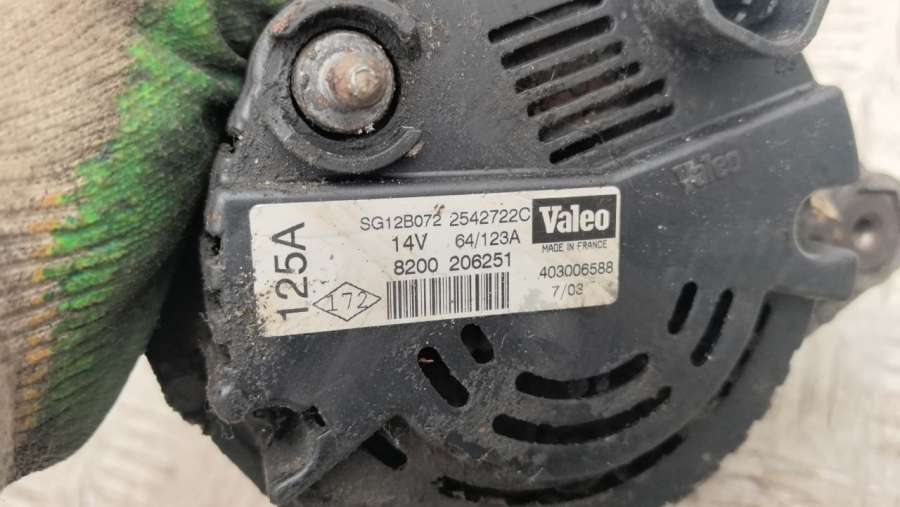 Valeo
125A
SG12B072 2542722C
14V 64/123A
8200 206251
172
Valeo
MADE IN FRANCE
403006588
7/03